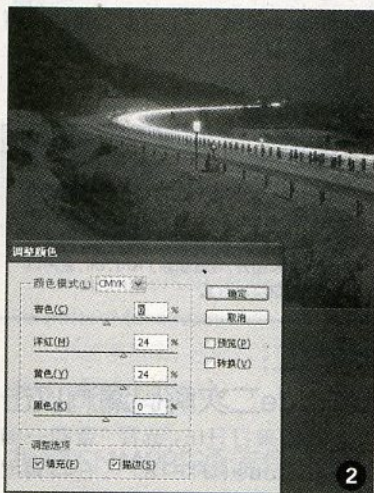 调整颜色
颜色模式(L) CMYK
青色(C) 0 %
洋红(M) 24 %
黄色(Y) 24 %
黑色(K) 0 %
调整选项
填充(F) 描边(S)
确定
取消
预览(P)
转换(V)
2